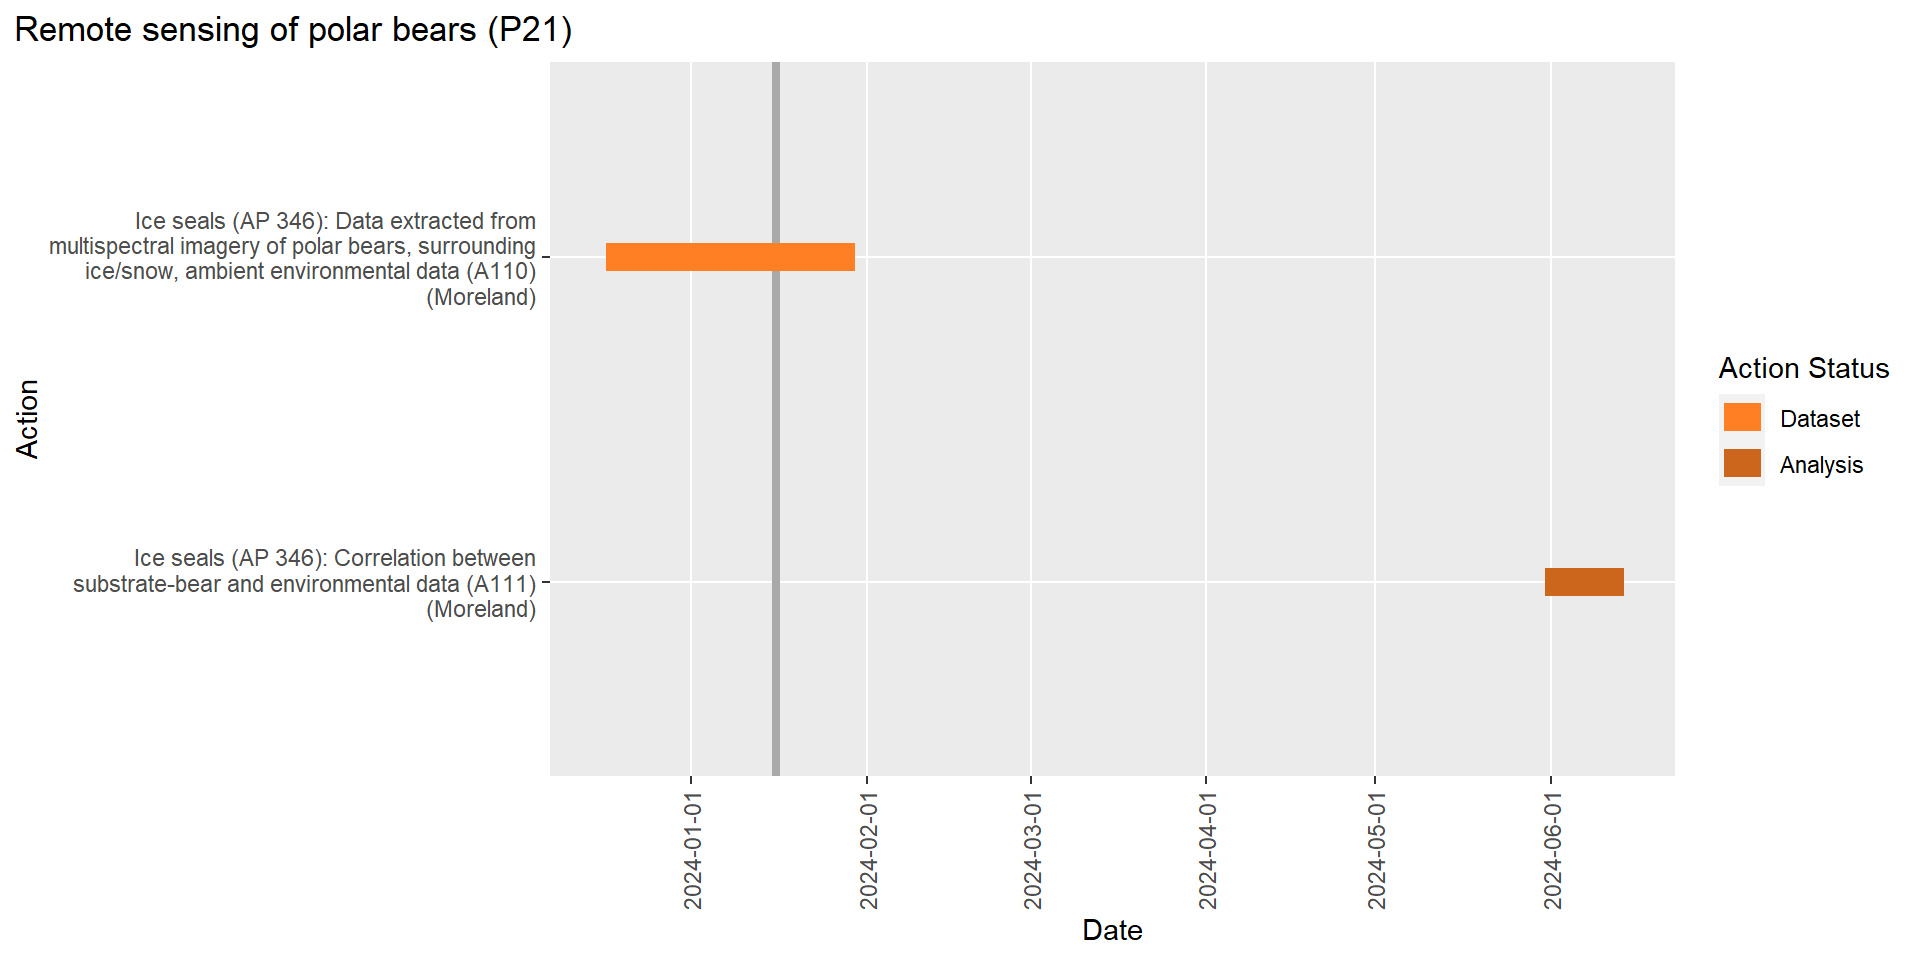 Remote sensing of polar bears (P21)
Ice seals (AP 346): Data extracted from
multispectral imagery of polar bears, surrounding
ice/snow, ambient environmental data (A110)
(Moreland)
Ice seals (AP 346): Correlation between
substrate-bear and environmental data (A111)
(Moreland)
Action
2024-01-01
2024-02-01
2024-03-01
2024-04-01
2024-05-01
2024-06-01
Date
Action Status
Dataset
Analysis